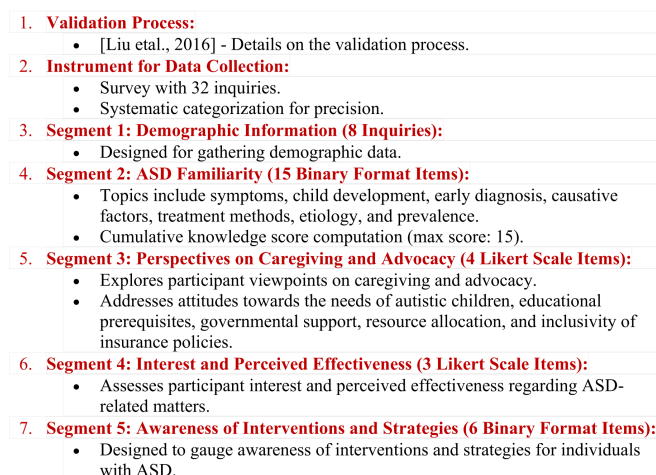 1. Validation Process:
• [Liu etal., 2016] - Details on the validation process.
2. Instrument for Data Collection:
• Survey with 32 inquiries.
• Systematic categorization for precision.
3. Segment 1: Demographic Information (8 Inquiries):
• Designed for gathering demographic data.
4. Segment 2: ASD Familiarity (15 Binary Format Items):
• Topics include symptoms, child development, early diagnosis, causative
factors, treatment methods, etiology, and prevalence.
• Cumulative knowledge score computation (max score: 15).
5. Segment 3: Perspectives on Caregiving and Advocacy (4 Likert Scale Items):
• Explores participant viewpoints on caregiving and advocacy.
• Addresses attitudes towards the needs of autistic children, educational
prerequisites, governmental support, resource allocation, and inclusivity of
insurance policies.
6. Segment 4: Interest and Perceived Effectiveness (3 Likert Scale Items):
• Assesses participant interest and perceived effectiveness regarding ASD-
related matters.
7. Segment 5: Awareness of Interventions and Strategies (6 Binary Format Items):
• Designed to gauge awareness of interventions and strategies for individuals
with ASD.